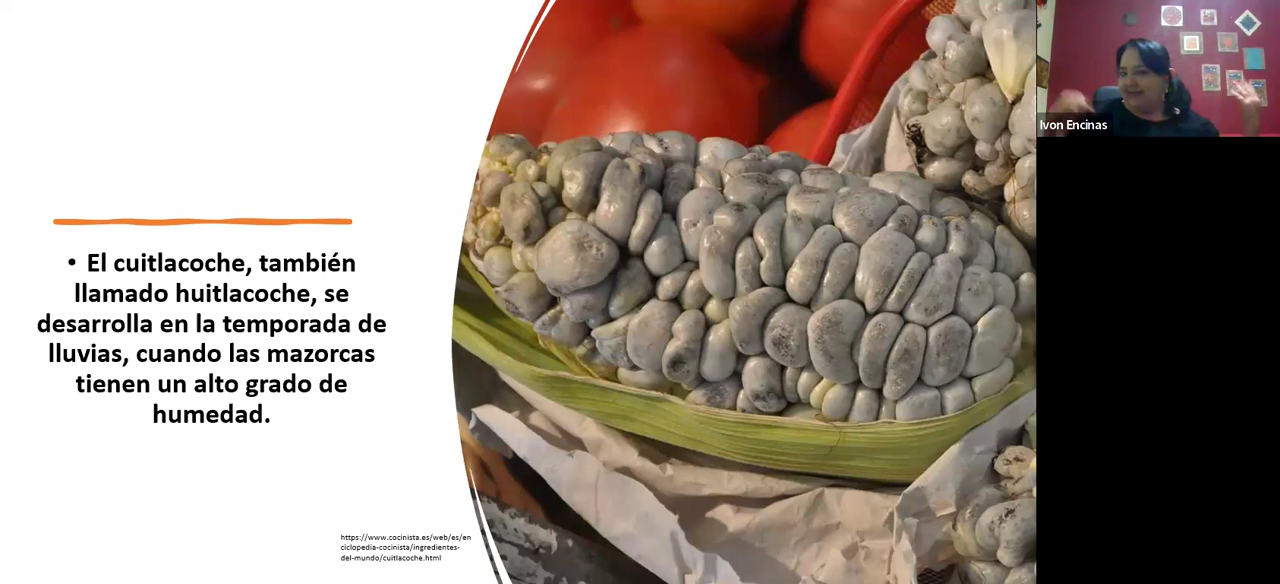 • El cuitlacoche, también
llamado huitlacoche, se
desarrolla en la temporada de
lluvias, cuando las mazorcas
tienen un alto grado de
humedad.
https://www.cocinista.es/web/es/en
ciclopedia-cocinista/ingredientes-
del-mundo/cuitlacoche.html
Ivon Encinas